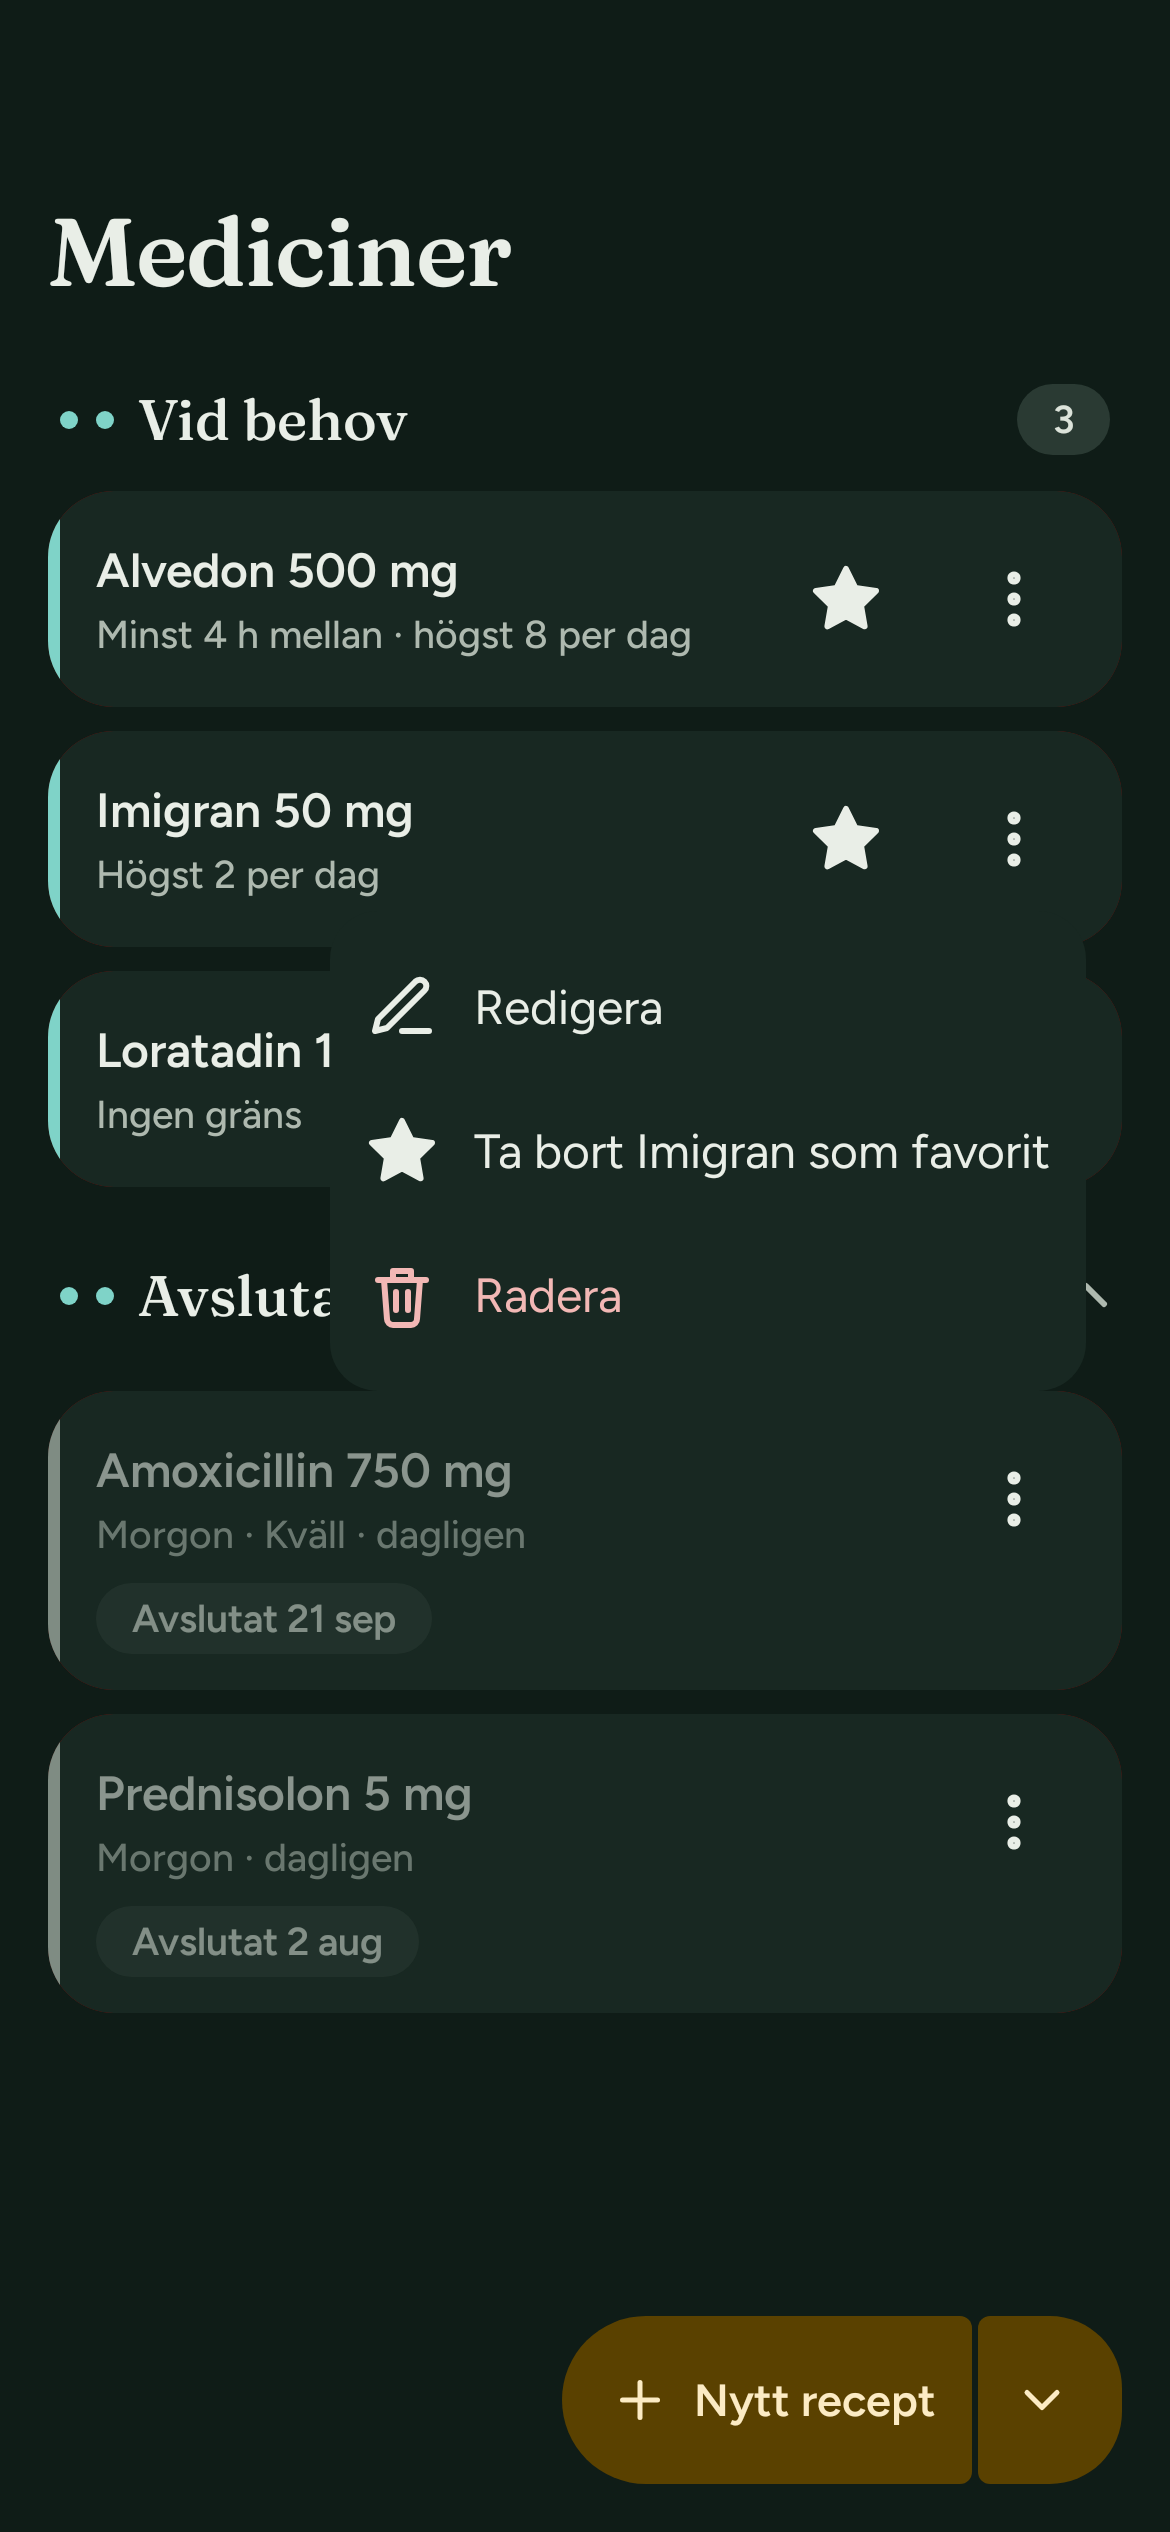 Mediciner
Vid behov
3
Alvedon 500 mg
Minst 4 h mellan · högst 8 per dag
Imigran 50 mg
Högst 2 per dag
Redigera
Loratadin 1
Ingen gräns
Ta bort Imigran som favorit
Radera
Amoxicillin 750 mg
Morgon · Kväll · dagligen
Avslutat 21 sep
Prednisolon 5 mg
Morgon · dagligen
Avslutat 2 aug
Nytt recept